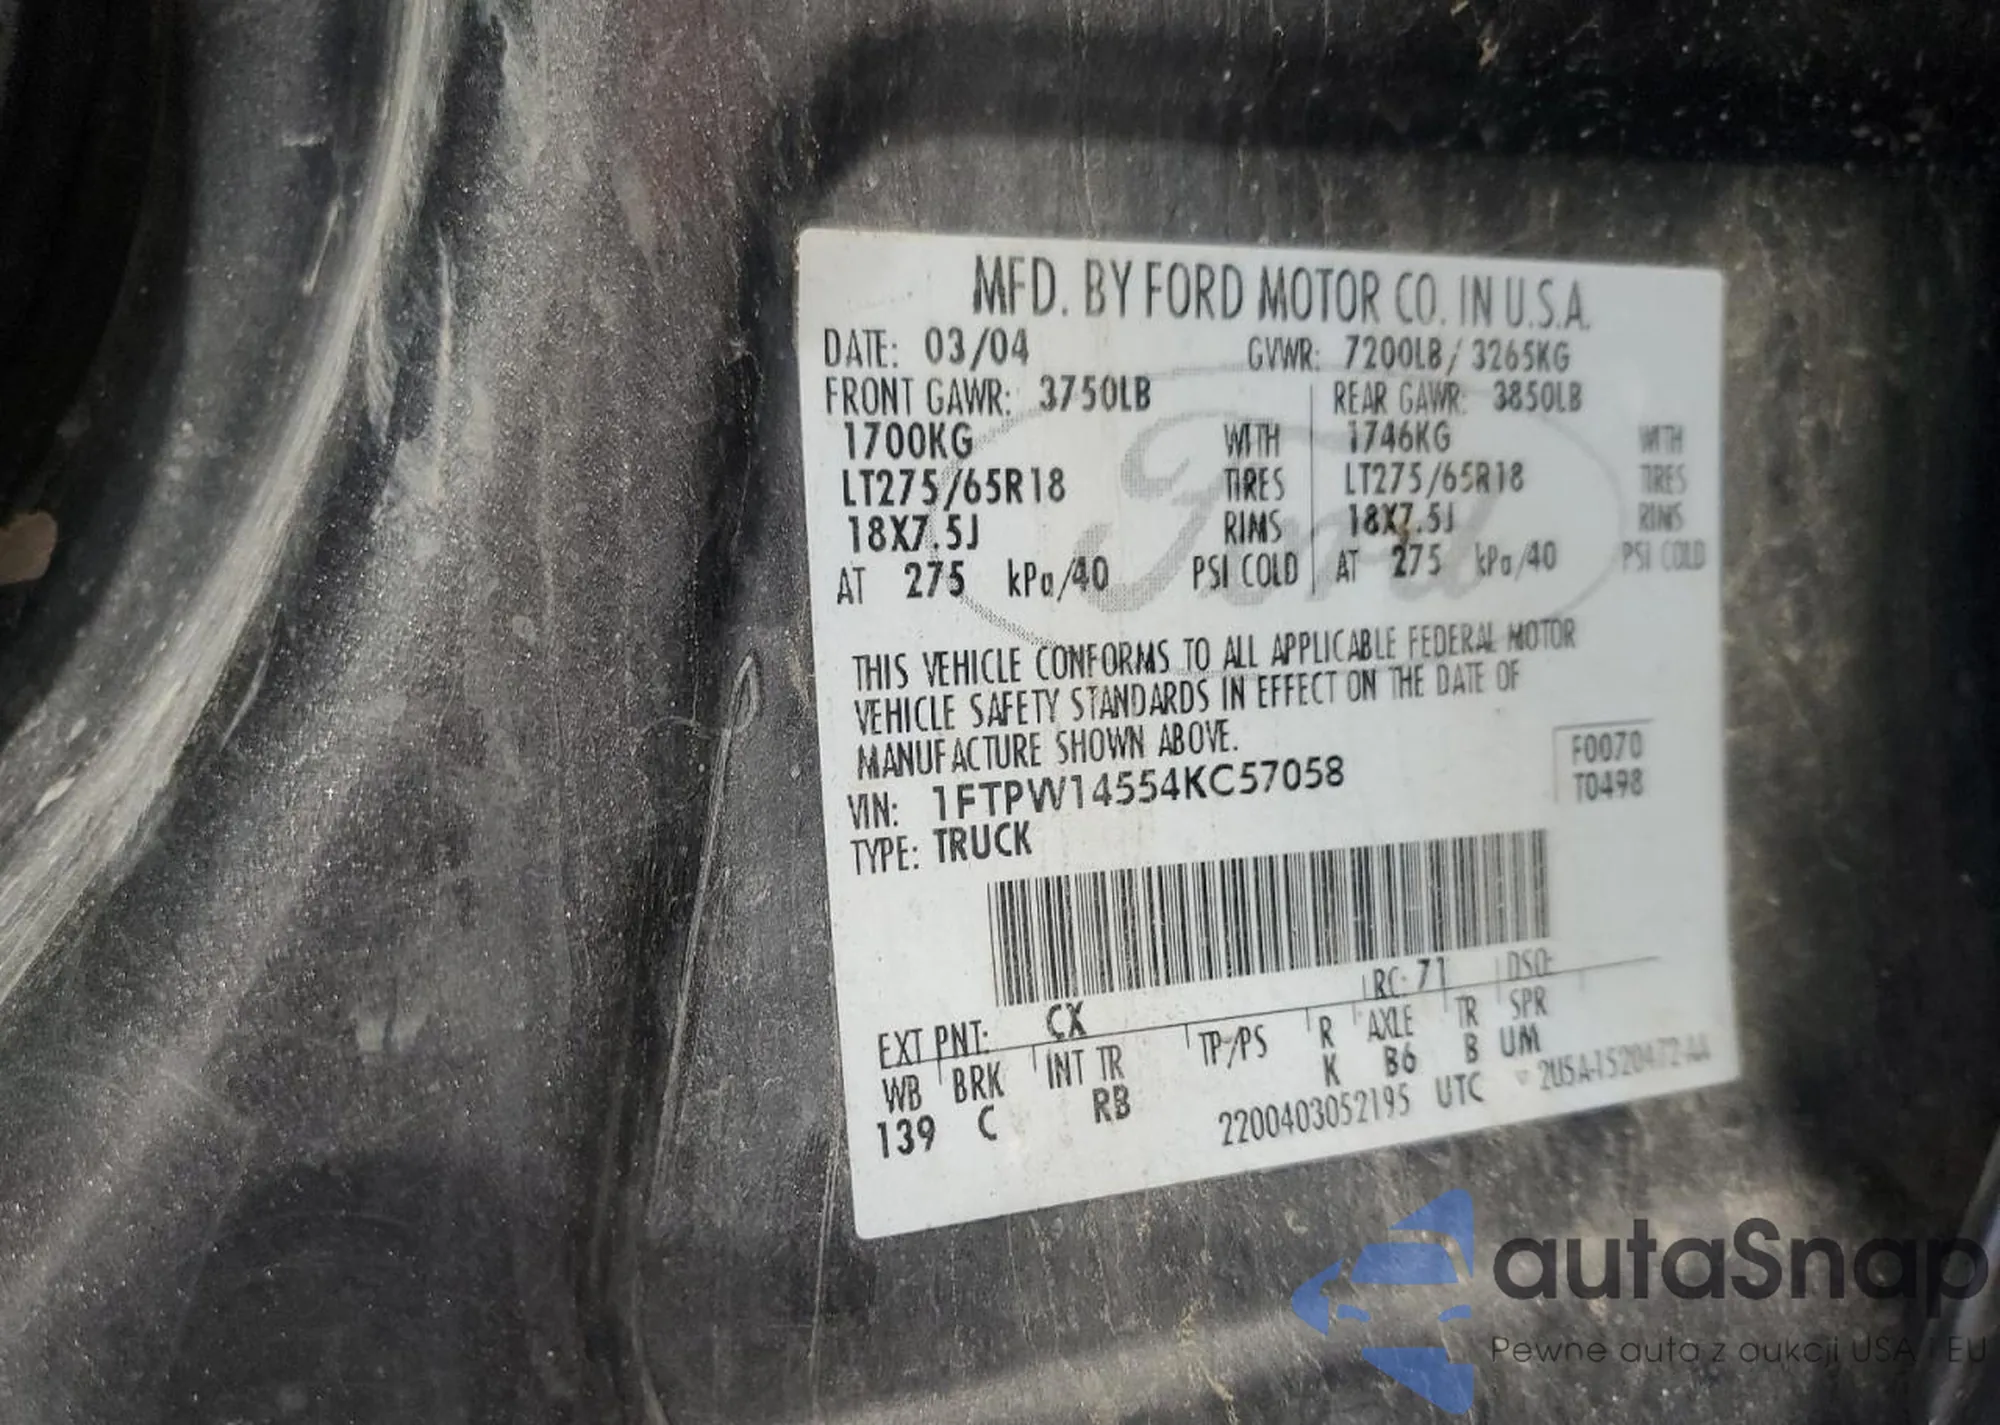 MFD. BY FORD MOTOR CO. IN U.S.A.
DATE: 03/04 GVWR: 7200LB / 3265KG
FRONT GAWR: 3750LB REAR GAWR: 3850LB
1700KG WITH 1746KG WITH
LT275/65R18 TIRES LT275/65R18 TIRES
18X7.5J RIMS 18X7.5J RIMS
AT 275 kPa/40 PSI COLD AT 275 kPa/40 PSI COLD
THIS VEHICLE CONFORMS TO ALL APPLICABLE FEDERAL MOTOR
VEHICLE SAFETY STANDARDS IN EFFECT ON THE DATE OF
MANUFACTURE SHOWN ABOVE.
VIN: 1FTPW14554KC57058
F0070
T0498
TYPE: TRUCK
EXT PNT: CX RC: 71 DSO:
WB BRK INT TR TP/PS R AXLE TR SPR
139 C RB K B6 B UM
2200403052195 UTC 2USA-1520472-AA
Ford
autaSnap
Pewne auta z aukcji USA i EU